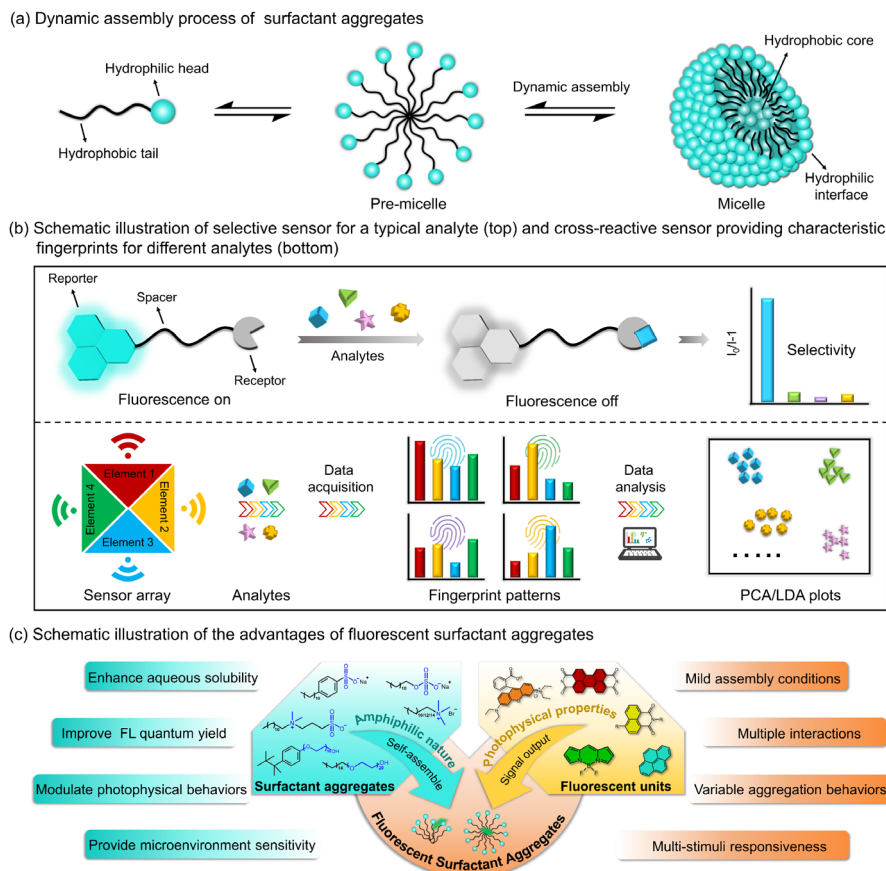 (a) Dynamic assembly process of surfactant aggregates
Hydrophilic head
Hydrophobic tail
Pre-micelle
Dynamic assembly
Hydrophobic core
Hydrophilic
interface
Micelle
(b) Schematic illustration of selective sensor for a typical analyte (top) and cross-reactive sensor providing characteristic
fingerprints for different analytes (bottom)
Reporter
Spacer
Receptor
Fluorescence on
Analytes
Fluorescence off
I₀/I-1
Selectivity
Element 1
Element 2
Element 3
Element 4
Sensor array
Analytes
Data
acquisition
Fingerprint patterns
Data
analysis
PCA/LDA plots
(c) Schematic illustration of the advantages of fluorescent surfactant aggregates
Enhance aqueous solubility
Improve FL quantum yield
Modulate photophysical behaviors
Provide microenvironment sensitivity
Amphiphilic nature
Self-assemble
Surfactant aggregates
Photophysical properties
Signal output
Fluorescent units
Fluorescent Surfactant Aggregates
Mild assembly conditions
Multiple interactions
Variable aggregation behaviors
Multi-stimuli responsiveness